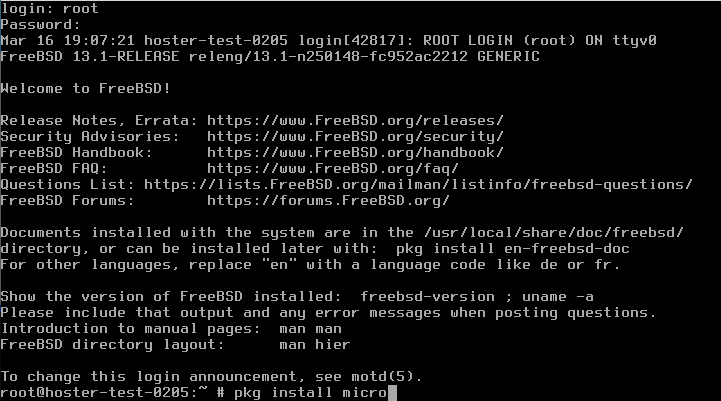 login: root
Password:
Mar 16 19:07:21 hoster-test-0205 login[42817]: ROOT LOGIN (root) ON ttyv0
FreeBSD 13.1-RELEASE releng/13.1-n250148-fc952ac2212 GENERIC
Welcome to FreeBSD!
Release Notes, Errata: https://www.FreeBSD.org/releases/
Security Advisories:   https://www.FreeBSD.org/security/
FreeBSD Handbook:      https://www.FreeBSD.org/handbook/
FreeBSD FAQ:           https://www.FreeBSD.org/faq/
Questions List: https://lists.FreeBSD.org/mailman/listinfo/freebsd-questions/
FreeBSD Forums:        https://forums.FreeBSD.org/
Documents installed with the system are in the /usr/local/share/doc/freebsd/
directory, or can be installed later with:  pkg install en-freebsd-doc
For other languages, replace "en" with a language code like de or fr.
Show the version of FreeBSD installed:  freebsd-version ; uname -a
Please include that output and any error messages when posting questions.
Introduction to manual pages:  man man
FreeBSD directory layout:      man hier
To change this login announcement, see motd(5).
root@hoster-test-0205:~ # pkg install micro